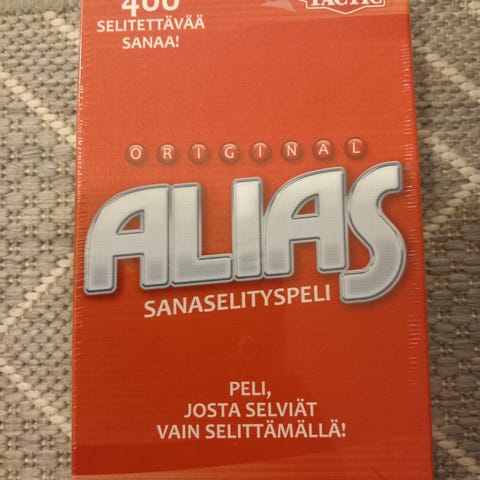 400
TACTIC
SELITETTÄVÄÄ
SANAA!
ORIGINAL
ALIAS
SANASELITYSPELI
PELI,
JOSTA SELVIÄT
VAIN SELITTÄMÄLLÄ!